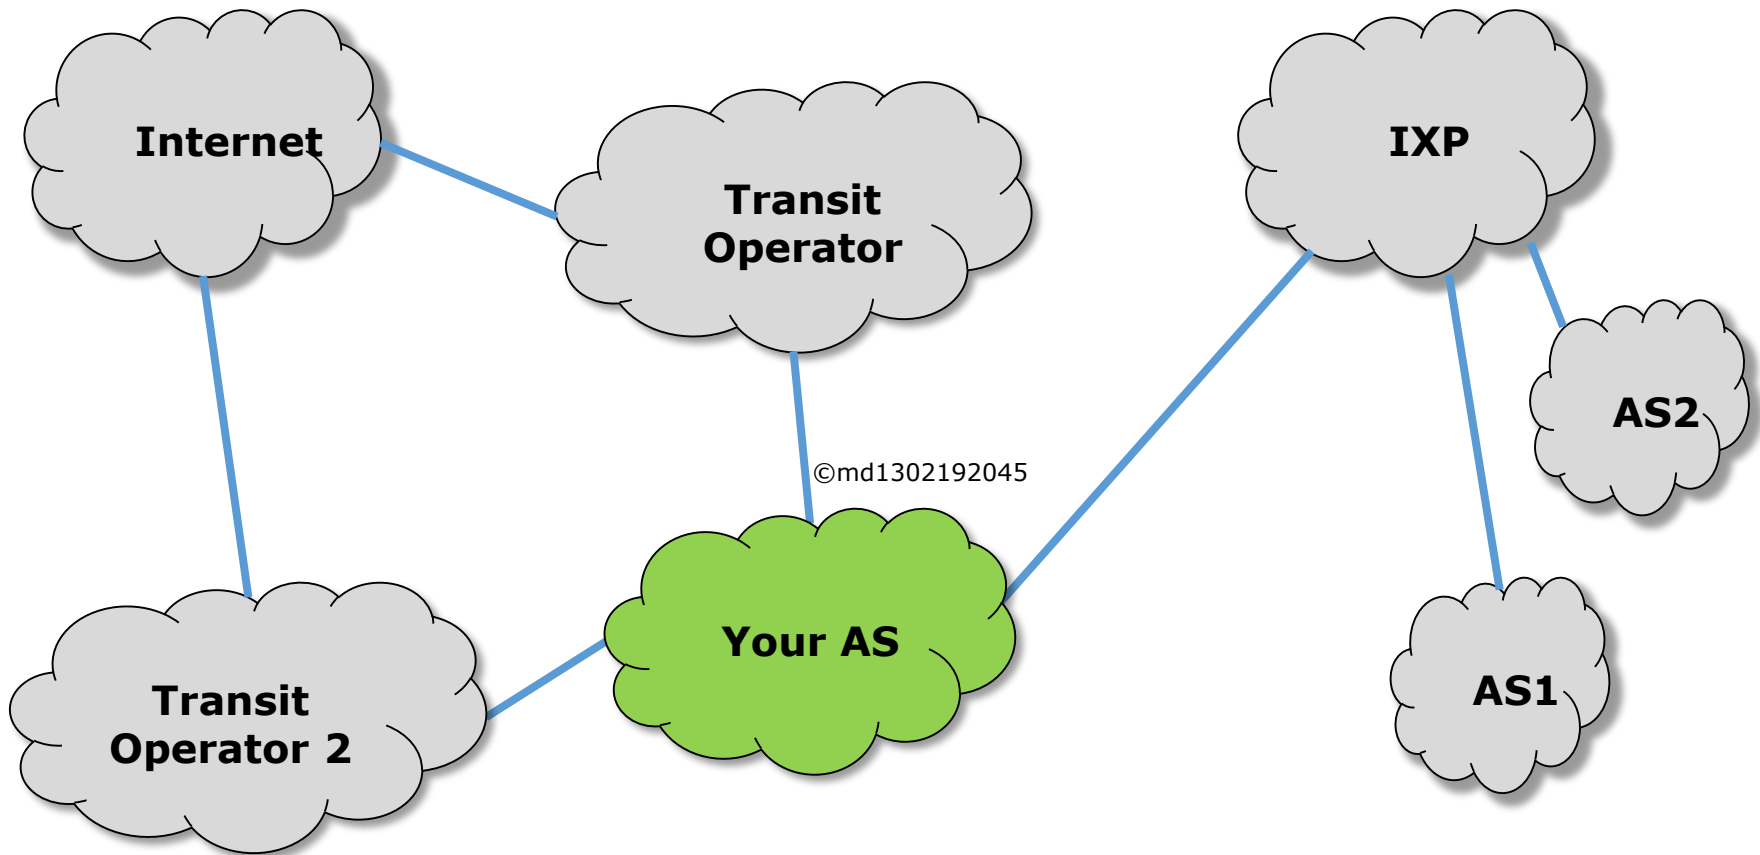 Internet
Transit
Operator
IXP
AS2
©md1302192045
Your AS
AS1
Transit
Operator 2